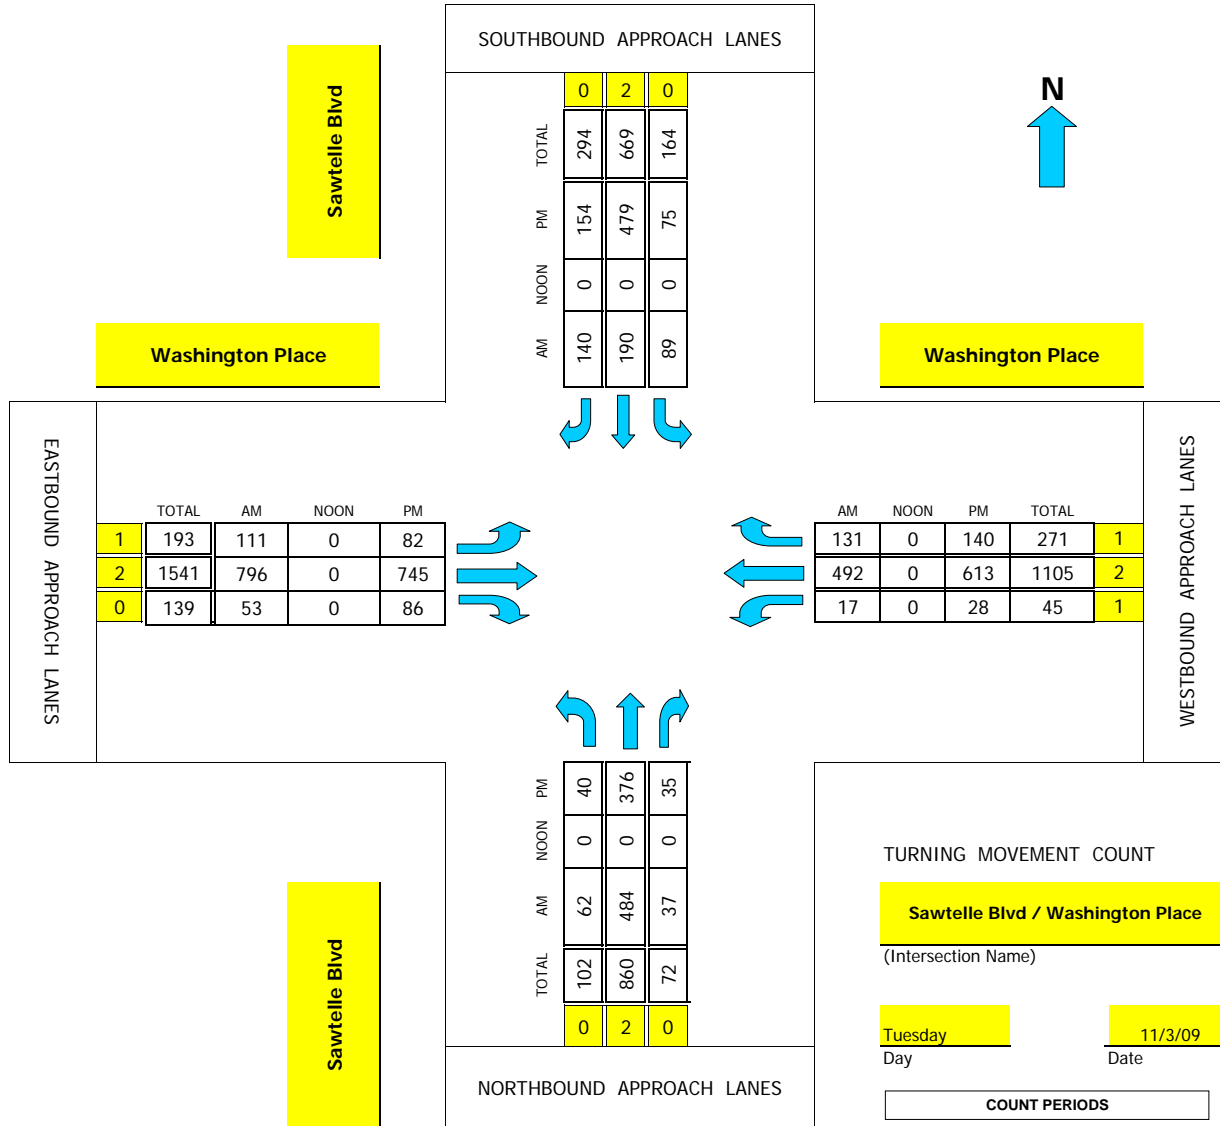 SOUTHBOUND APPROACH LANES
0 2 0
N
Sawtelle Blvd
TOTAL 294 669 164
PM 154 479 75
NOON 0 0 0
AM 140 190 89
Washington Place
Washington Place
EASTBOUND APPROACH LANES
TOTAL AM NOON PM
1 193 111 0 82
2 1541 796 0 745
0 139 53 0 86
AM NOON PM TOTAL
131 0 140 271 1
492 0 613 1105 2
17 0 28 45 1
WESTBOUND APPROACH LANES
PM 40 376 35
NOON 0 0 0
AM 62 484 37
TOTAL 102 860 72
0 2 0
NORTHBOUND APPROACH LANES
Sawtelle Blvd
TURNING MOVEMENT COUNT
Sawtelle Blvd / Washington Place
(Intersection Name)
Tuesday 11/3/09
Day Date
COUNT PERIODS